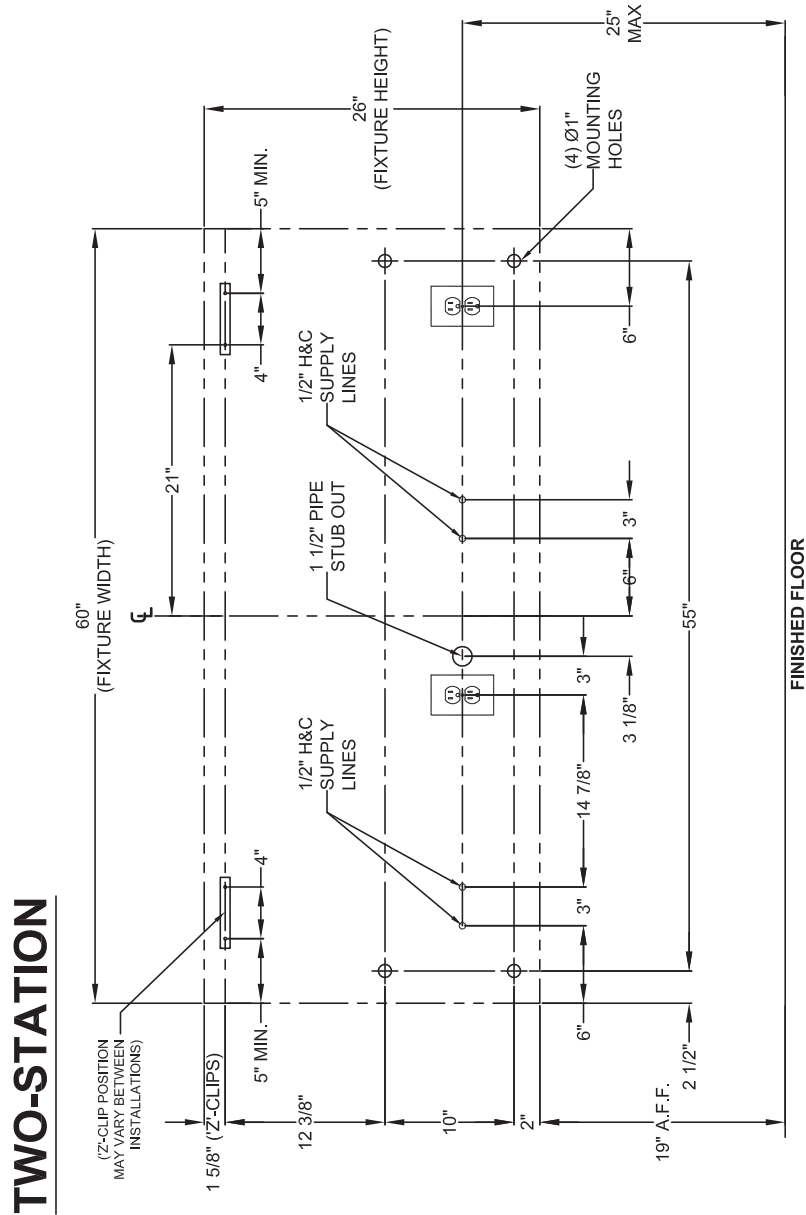 TWO-STATION
('Z'-CLIP POSITION
MAY VARY BETWEEN
INSTALLATIONS)
60"
(FIXTURE WIDTH)
C
L
21"
1 5/8" ('Z'-CLIPS)
5" MIN.
4"
4"
5" MIN.
26"
(FIXTURE HEIGHT)
12 3/8"
1/2" H&C
SUPPLY
LINES
1 1/2" PIPE
STUB OUT
1/2" H&C
SUPPLY
LINES
(4) Ø1"
MOUNTING
HOLES
25"
MAX
10"
2"
19" A.F.F.
6"
3"
14 7/8"
3"
6"
3"
6"
3 1/8"
2 1/2"
55"
FINISHED FLOOR